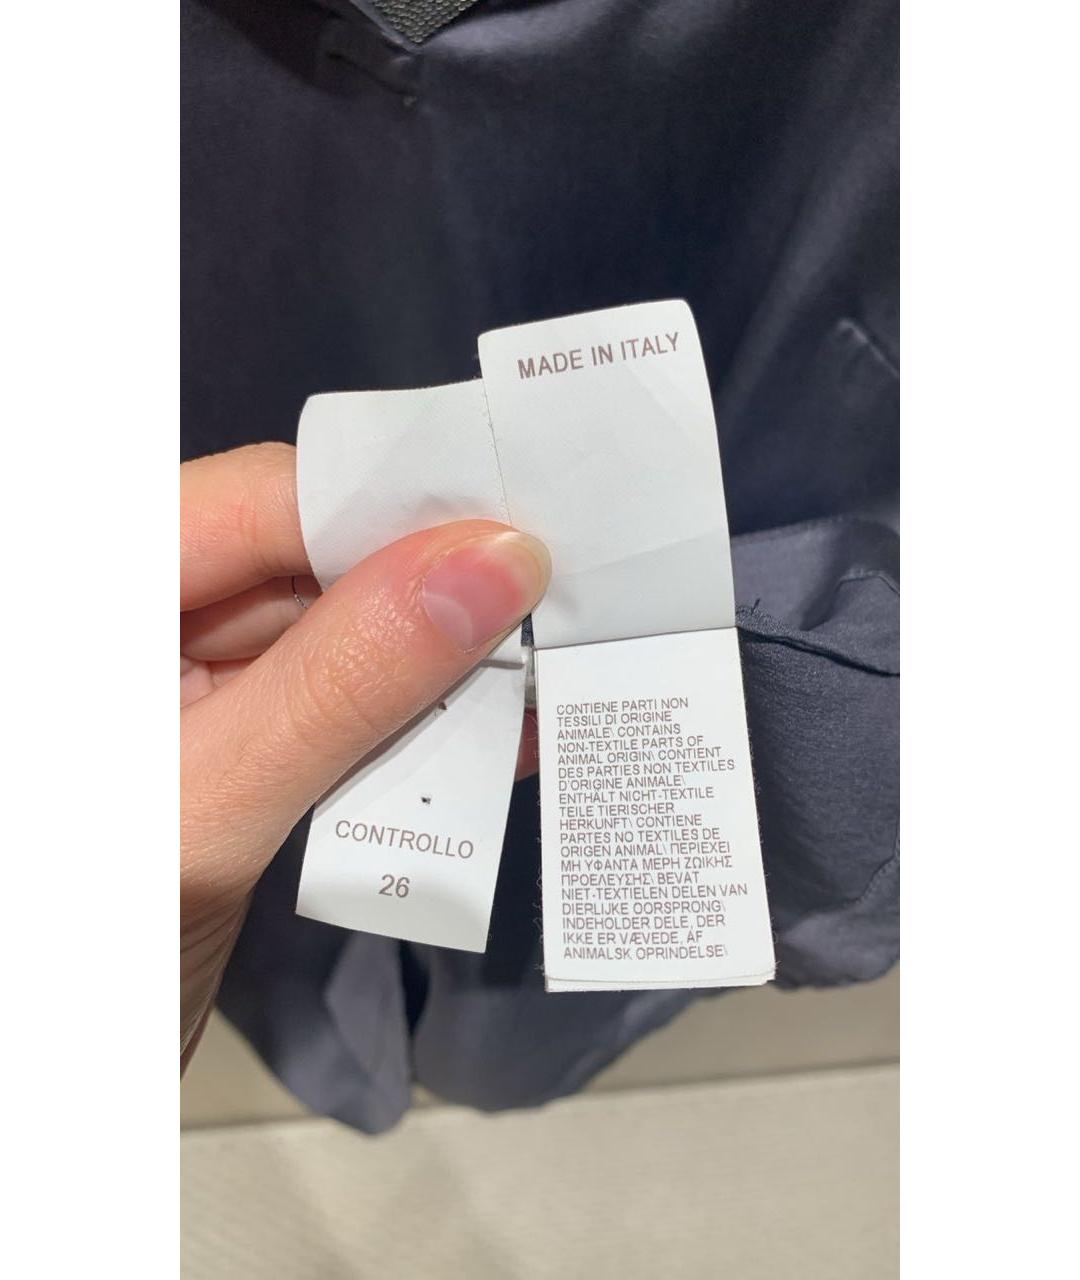 MADE IN ITALY
CONTROLLO
26
CONTIENE PARTI NON
TESSILI DI ORIGINE
ANIMALE\ CONTAINS
NON-TEXTILE PARTS OF
ANIMAL ORIGIN\ CONTIENT
DES PARTIES NON TEXTILES
D'ORIGINE ANIMALE\
ENTHÄLT NICHT-TEXTILE
TEILE TIERISCHER
HERKUNFT\ CONTIENE
PARTES NO TEXTILES DE
ORIGEN ANIMAL\ ΠΕΡΙΕΧΕΙ
ΜΗ ΥΦΑΝΤΑ ΜΕΡΗ ΖΩΙΚΗΣ
ΠΡΟΕΛΕΥΣΗΣ\ BEVAT
NIET-TEXTIELEN DELEN VAN
DIERLIJKE OORSPRONG\
INDEHOLDER DELE, DER
IKKE ER VÆVEDE, AF
ANIMALSK OPRINDELSE\